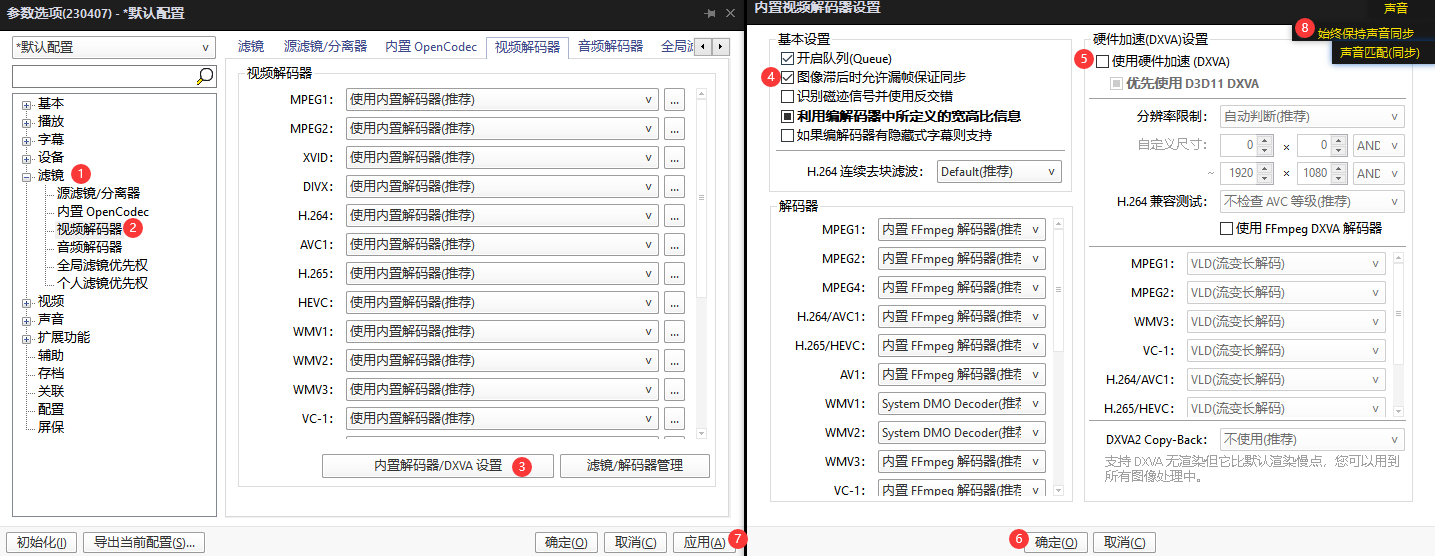 参数选项(230407) - *默认配置
*默认配置
基本
播放
字幕
设备
滤镜 1
源滤镜/分离器
内置 OpenCodec
视频解码器 2
音频解码器
全局滤镜优先权
个人滤镜优先权
视频
声音
扩展功能
辅助
存档
关联
配置
屏保
滤镜 源滤镜/分离器 内置 OpenCodec 视频解码器 音频解码器 全局滤
视频解码器
MPEG1: 使用内置解码器(推荐) ...
MPEG2: 使用内置解码器(推荐) ...
XVID: 使用内置解码器(推荐) ...
DIVX: 使用内置解码器(推荐) ...
H.264: 使用内置解码器(推荐) ...
AVC1: 使用内置解码器(推荐) ...
H.265: 使用内置解码器(推荐) ...
HEVC: 使用内置解码器(推荐) ...
WMV1: 使用内置解码器(推荐) ...
WMV2: 使用内置解码器(推荐) ...
WMV3: 使用内置解码器(推荐) ...
VC-1: 使用内置解码器(推荐) ...
内置解码器/DXVA 设置 3
滤镜/解码器管理
初始化(I) 导出当前配置(S)... 确定(O) 取消(C) 应用(A) 7
内置视频解码器设置
声音
8 始终保持声音同步
声音匹配(同步)
基本设置
开启队列(Queue)
4 图像滞后时允许漏帧保证同步
识别磁迹信号并使用反交错
利用编解码器中所定义的宽高比信息
如果编解码器有隐藏式字幕则支持
H.264 连续去块滤波: Default(推荐)
解码器
MPEG1: 内置 FFmpeg 解码器(推荐
MPEG2: 内置 FFmpeg 解码器(推荐
MPEG4: 内置 FFmpeg 解码器(推荐
H.264/AVC1: 内置 FFmpeg 解码器(推荐
H.265/HEVC: 内置 FFmpeg 解码器(推荐
AV1: 内置 FFmpeg 解码器(推荐
WMV1: System DMO Decoder(推荐
WMV2: System DMO Decoder(推荐
WMV3: 内置 FFmpeg 解码器(推荐
VC-1: 内置 FFmpeg 解码器(推荐
硬件加速(DXVA)设置
5 使用硬件加速 (DXVA)
优先使用 D3D11 DXVA
分辨率限制: 自动判断(推荐)
自定义尺寸: 0 × 0 AND
~ 1920 × 1080 AND
H.264 兼容测试: 不检查 AVC 等级(推荐)
使用 FFmpeg DXVA 解码器
MPEG1: VLD(流变长解码)
MPEG2: VLD(流变长解码)
WMV3: VLD(流变长解码)
VC-1: VLD(流变长解码)
H.264/AVC1: VLD(流变长解码)
H.265/HEVC: VLD(流变长解码)
DXVA2 Copy-Back: 不使用(推荐)
支持 DXVA 无渲染但它比默认渲染慢点，您可以用到
所有图像处理中。
6 确定(O) 取消(C)